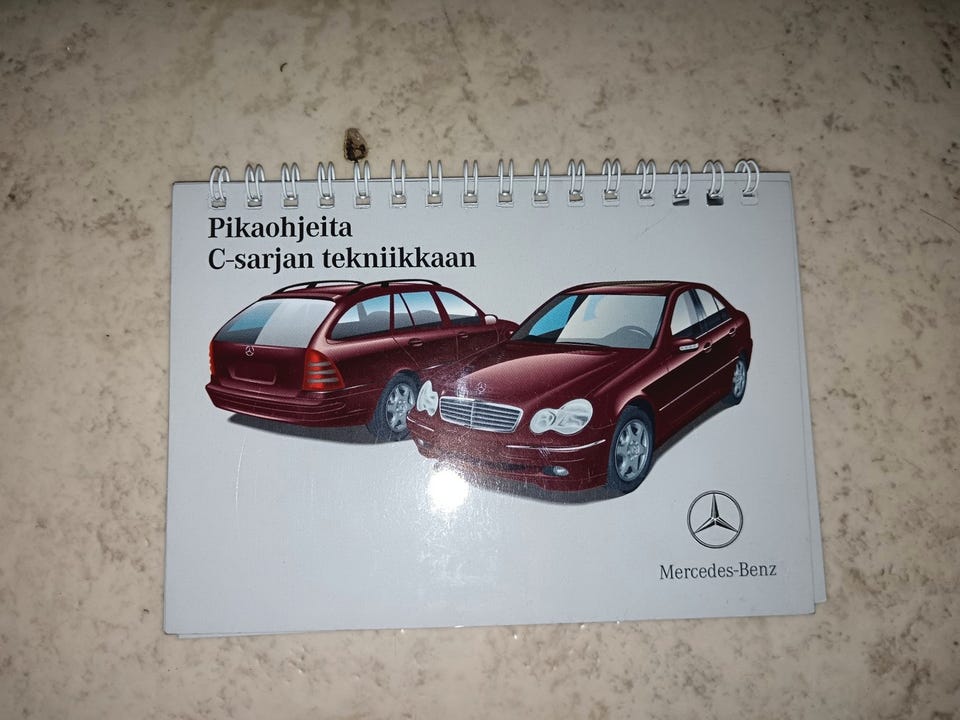 Pikaohjeita
C-sarjan tekniikkaan
Mercedes-Benz